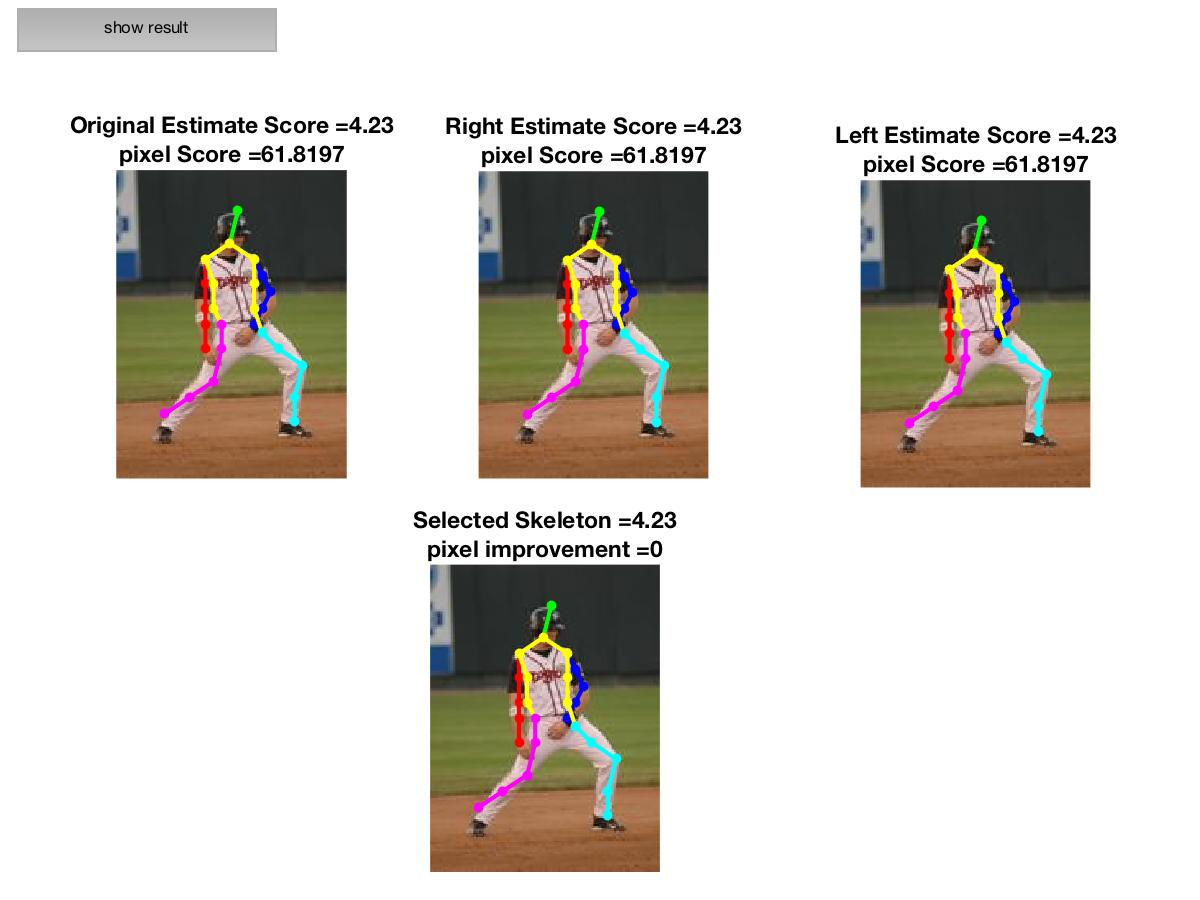 show result
Original Estimate Score =4.23
pixel Score =61.8197
Right Estimate Score =4.23
pixel Score =61.8197
Left Estimate Score =4.23
pixel Score =61.8197
Selected Skeleton =4.23
pixel improvement =0